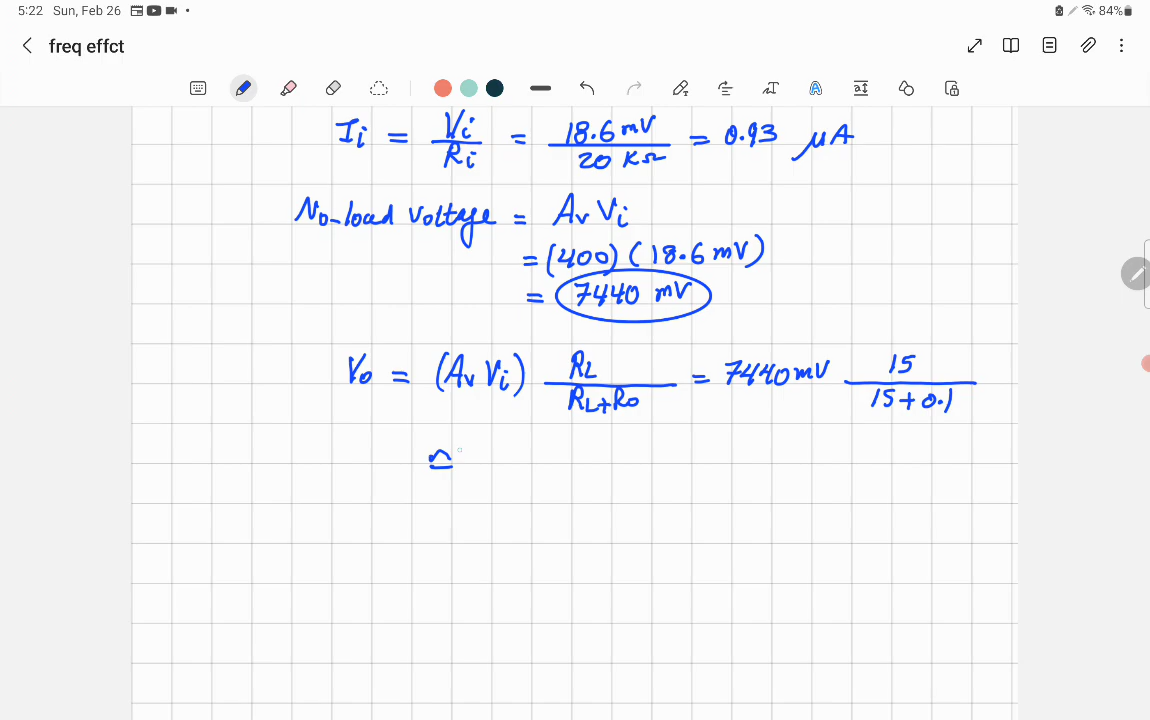 5:22 Sun, Feb 26 • 84%
freq effct
Ii = Vi/Ri = 18.6 mV/20 KΩ = 0.93 μA
No-load voltage = Av Vi
= (400) (18.6 mV)
= 7440 mV
Vo = (Av Vi) RL/RL+Ro = 7440 mV 15/15+0.1
≃